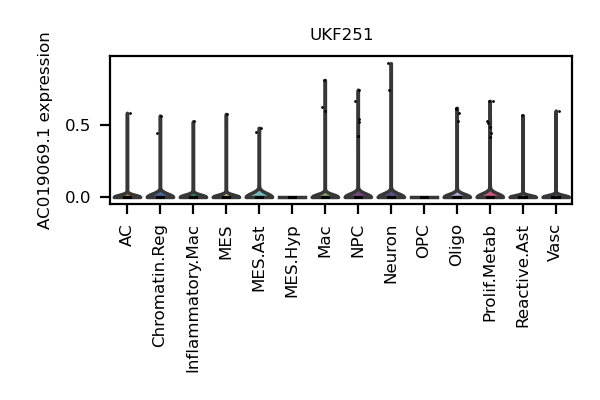 UKF251
AC019069.1 expression
0.5
0.0
AC
Chromatin.Reg
Inflammatory.Mac
MES
MES.Ast
MES.Hyp
Mac
NPC
Neuron
OPC
Oligo
Prolif.Metab
Reactive.Ast
Vasc